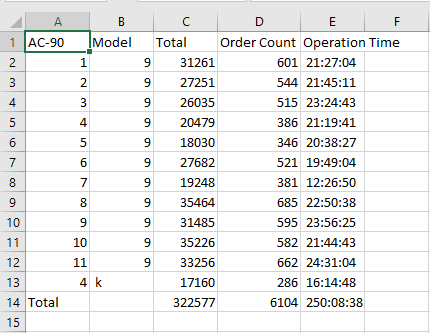 A B C D E F
1 AC-90 Model Total Order Count Operation Time
2 1 9 31261 601 21:27:04
3 2 9 27251 544 21:45:11
4 3 9 26035 515 23:24:43
5 4 9 20479 386 21:19:41
6 5 9 18030 346 20:38:27
7 6 9 27682 521 19:49:04
8 7 9 19248 381 12:26:50
9 8 9 35464 685 22:50:38
10 9 9 31485 595 23:56:25
11 10 9 35226 582 21:44:43
12 11 9 33256 662 24:31:04
13 4 k 17160 286 16:14:48
14 Total 322577 6104 250:08:38
15